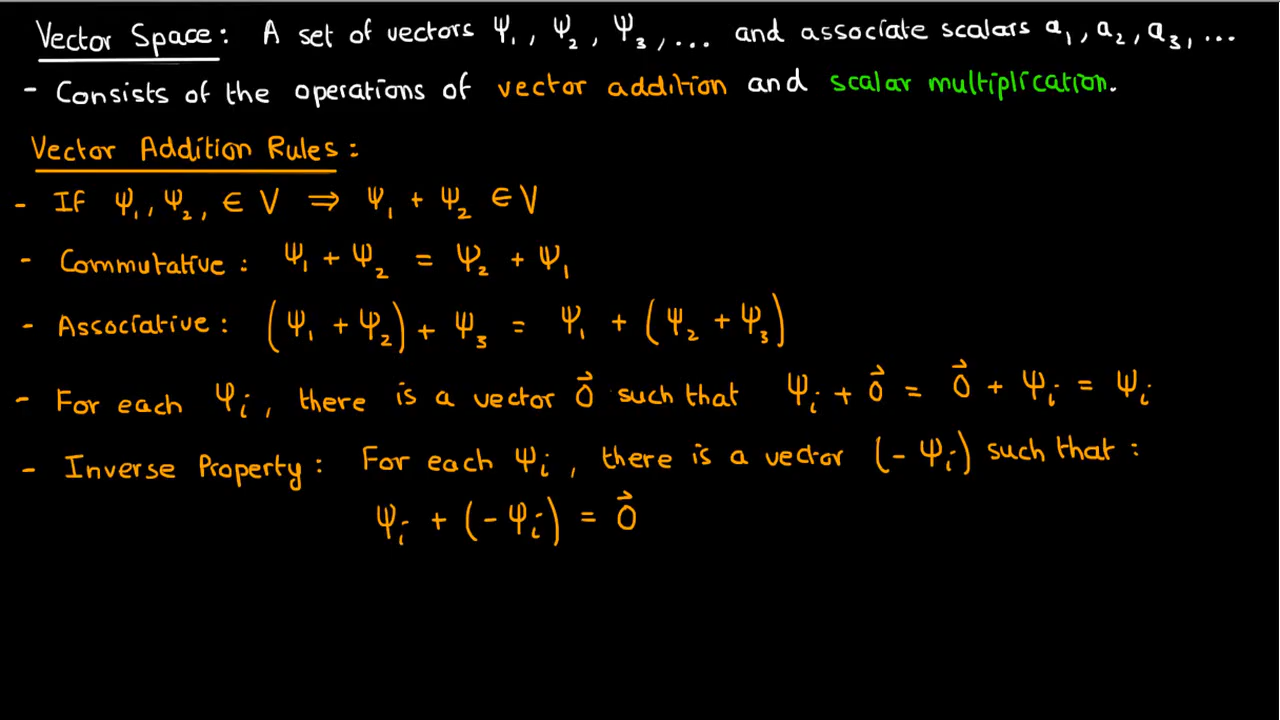 Vector Space: A set of vectors Ψ₁, Ψ₂, Ψ₃, ... and associate scalars a₁, a₂, a₃, ...
- Consists of the operations of vector addition and scalar multiplication.
Vector Addition Rules:
- If Ψ₁, Ψ₂, ∈ V ⇒ Ψ₁ + Ψ₂ ∈ V
- Commutative: Ψ₁ + Ψ₂ = Ψ₂ + Ψ₁
- Associative: (Ψ₁ + Ψ₂) + Ψ₃ = Ψ₁ + (Ψ₂ + Ψ₃)
- For each Ψᵢ, there is a vector 0⃗ such that Ψᵢ + 0⃗ = 0⃗ + Ψᵢ = Ψᵢ
- Inverse Property: For each Ψᵢ, there is a vector (-Ψᵢ) such that:
Ψᵢ + (-Ψᵢ) = 0⃗